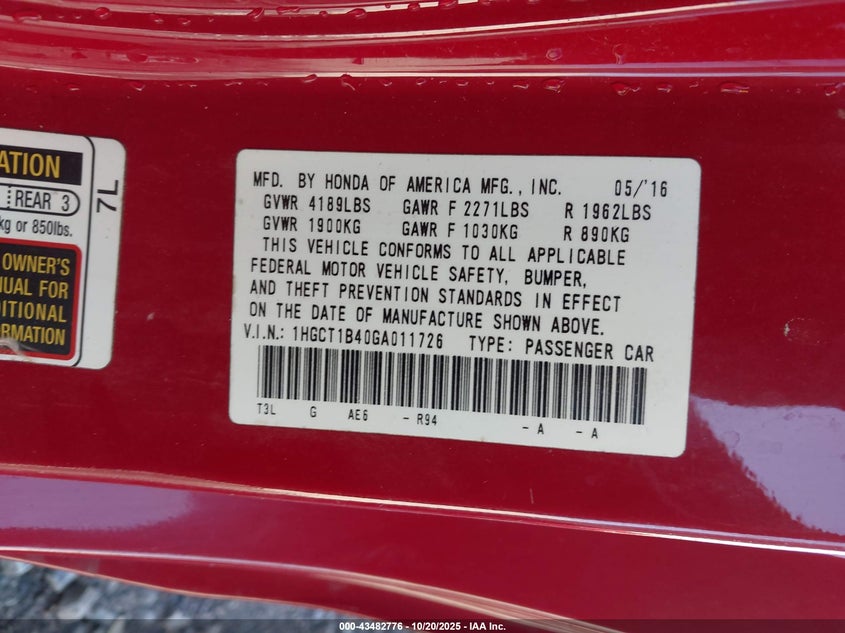 ATION
REAR 3
kg or 850lbs.
OWNER'S
UAL FOR
DITIONAL
RMATION
7L
MFD. BY HONDA OF AMERICA MFG., INC. 05/'16
GVWR 4189LBS GAWR F 2271LBS R 1962LBS
GVWR 1900KG GAWR F 1030KG R 890KG
THIS VEHICLE CONFORMS TO ALL APPLICABLE
FEDERAL MOTOR VEHICLE SAFETY, BUMPER,
AND THEFT PREVENTION STANDARDS IN EFFECT
ON THE DATE OF MANUFACTURE SHOWN ABOVE.
V.I.N.: 1HGCT1B40GA011726 TYPE: PASSENGER CAR
T3L G AE6 - R94 - A - A
000-43482776 - 10/20/2025 - IAA Inc.